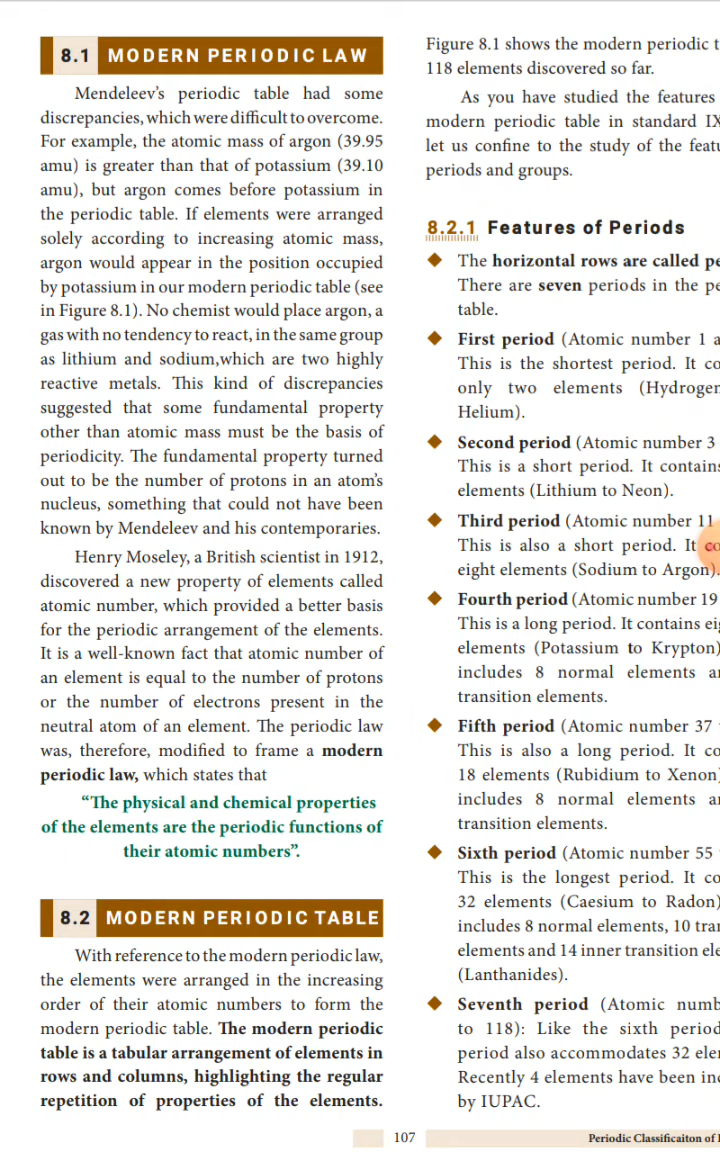 8.1 MODERN PERIODIC LAW
Mendeleev's periodic table had some
discrepancies, which were difficult to overcome.
For example, the atomic mass of argon (39.95
amu) is greater than that of potassium (39.10
amu), but argon comes before potassium in
the periodic table. If elements were arranged
solely according to increasing atomic mass,
argon would appear in the position occupied
by potassium in our modern periodic table (see
in Figure 8.1). No chemist would place argon, a
gas with no tendency to react, in the same group
as lithium and sodium,which are two highly
reactive metals. This kind of discrepancies
suggested that some fundamental property
other than atomic mass must be the basis of
periodicity. The fundamental property turned
out to be the number of protons in an atom's
nucleus, something that could not have been
known by Mendeleev and his contemporaries.
Henry Moseley, a British scientist in 1912,
discovered a new property of elements called
atomic number, which provided a better basis
for the periodic arrangement of the elements.
It is a well-known fact that atomic number of
an element is equal to the number of protons
or the number of electrons present in the
neutral atom of an element. The periodic law
was, therefore, modified to frame a modern
periodic law, which states that
"The physical and chemical properties
of the elements are the periodic functions of
their atomic numbers".
8.2 MODERN PERIODIC TABLE
With reference to the modern periodic law,
the elements were arranged in the increasing
order of their atomic numbers to form the
modern periodic table. The modern periodic
table is a tabular arrangement of elements in
rows and columns, highlighting the regular
repetition of properties of the elements.
Figure 8.1 shows the modern periodic
118 elements discovered so far.
As you have studied the features
modern periodic table in standard IX
let us confine to the study of the
periods and groups.
8.2.1 Features of Periods
◆ The horizontal rows are called
There are seven periods in the
table.
◆ First period (Atomic number 1
This is the shortest period. It
only two elements (Hydrogen
Helium).
◆ Second period (Atomic number 3
This is a short period. It contains
elements (Lithium to Neon).
◆ Third period (Atomic number 11
This is also a short period. It
eight elements (Sodium to Argon).
◆ Fourth period (Atomic number 19
This is a long period. It contains
elements (Potassium to Krypton)
includes 8 normal elements
transition elements.
◆ Fifth period (Atomic number 37
This is also a long period. It
18 elements (Rubidium to Xenon)
includes 8 normal elements
transition elements.
◆ Sixth period (Atomic number 55
This is the longest period. It
32 elements (Caesium to Radon)
includes 8 normal elements, 10
elements and 14 inner transition
(Lanthanides).
◆ Seventh period (Atomic
to 118): Like the sixth period
period also accommodates 32
Recently 4 elements have been
by IUPAC.
107
Periodic Classificaiton of